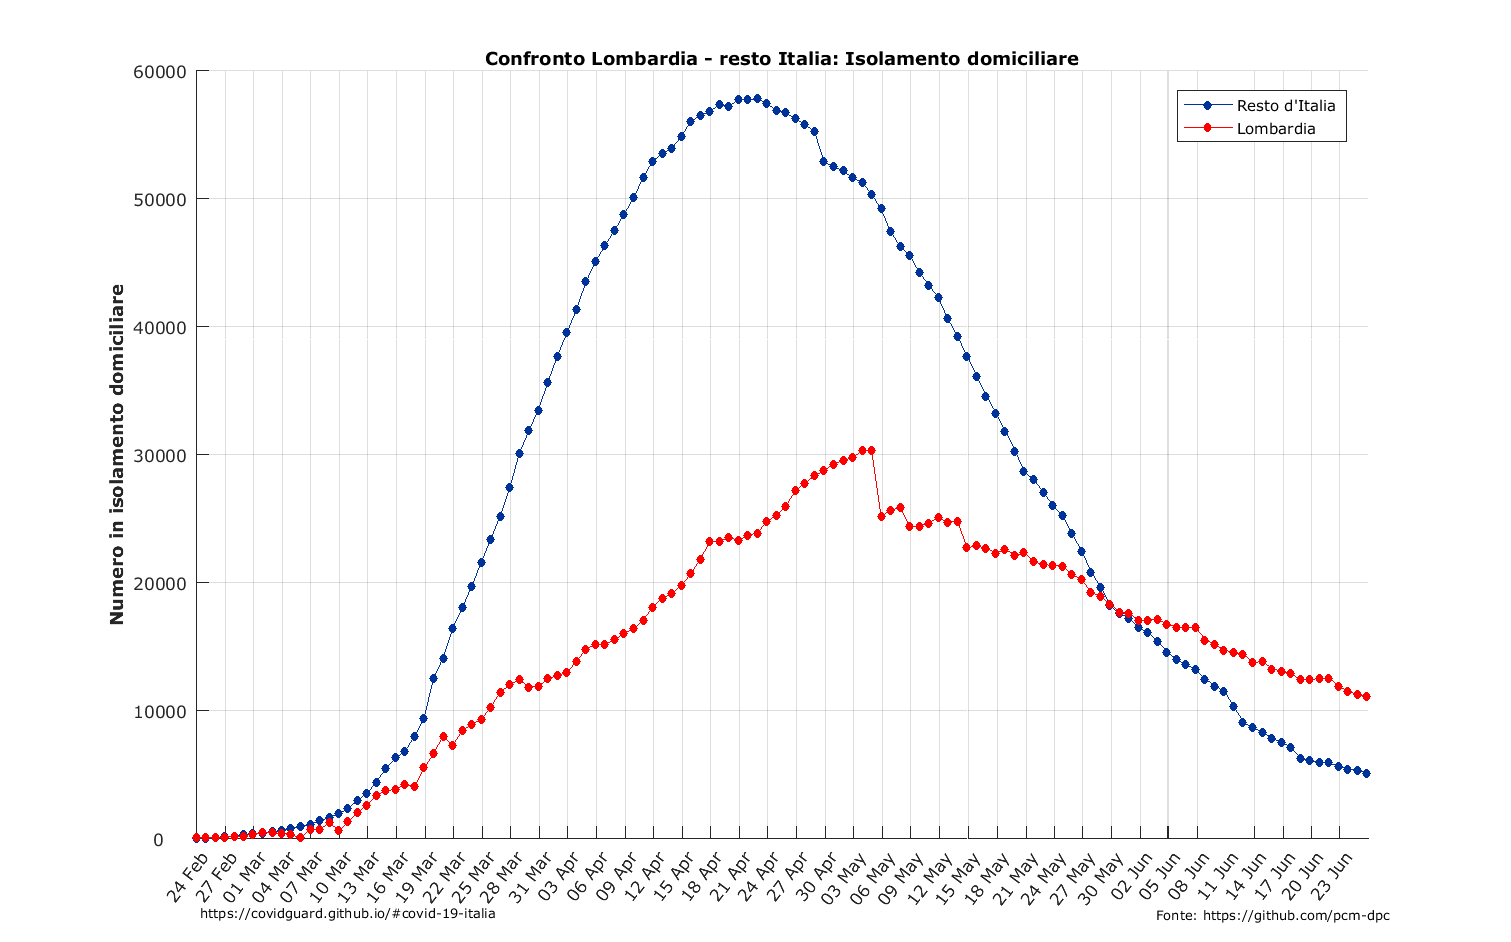 Confronto Lombardia - resto Italia: Isolamento domiciliare
Resto d'Italia
Lombardia
Numero in isolamento domiciliare
60000
50000
40000
30000
20000
10000
0
24 Feb
27 Feb
01 Mar
04 Mar
07 Mar
10 Mar
13 Mar
16 Mar
19 Mar
22 Mar
25 Mar
28 Mar
31 Mar
03 Apr
06 Apr
09 Apr
12 Apr
15 Apr
18 Apr
21 Apr
24 Apr
27 Apr
30 Apr
03 May
06 May
09 May
12 May
15 May
18 May
21 May
24 May
27 May
30 May
02 Jun
05 Jun
08 Jun
11 Jun
14 Jun
17 Jun
20 Jun
23 Jun
https://covidguard.github.io/#covid-19-italia
Fonte: https://github.com/pcm-dpc